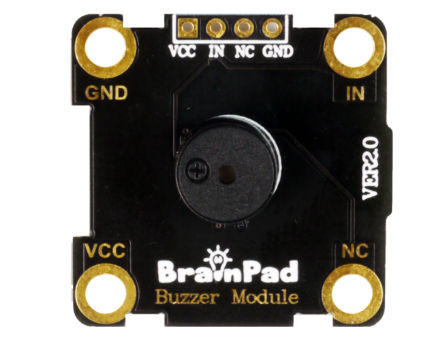 VCC IN NC GND
GND
IN
VER2.0
VCC
NC
BrainPad
Buzzer Module